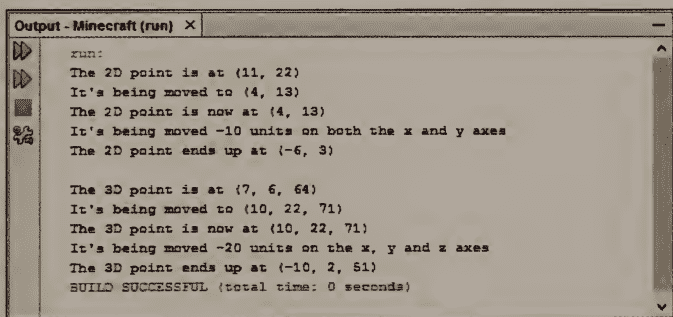 Output - Minecraft (run) ×
run:
The 2D point is at (11, 22)
It's being moved to (4, 13)
The 2D point is now at (4, 13)
It's being moved -10 units on both the x and y axes
The 2D point ends up at (-6, 3)
The 3D point is at (7, 6, 64)
It's being moved to (10, 22, 71)
The 3D point is now at (10, 22, 71)
It's being moved -20 units on the x, y and z axes
The 3D point ends up at (-10, 2, 51)
BUILD SUCCESSFUL (total time: 0 seconds)